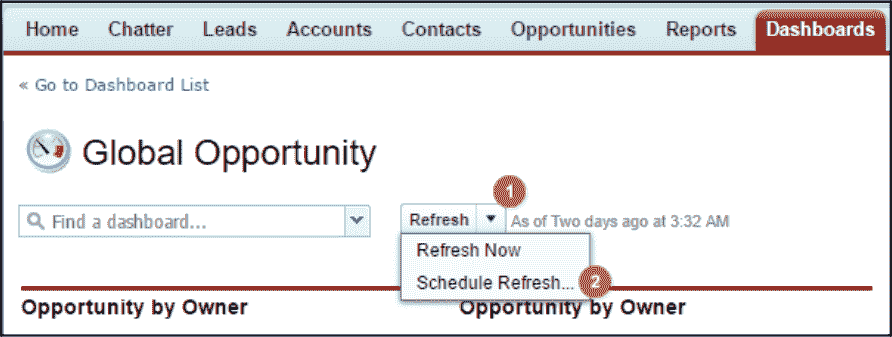 Home Chatter Leads Accounts Contacts Opportunities Reports Dashboards
« Go to Dashboard List
Global Opportunity
1
Find a dashboard... Refresh As of Two days ago at 3:32 AM
Refresh Now
Schedule Refresh... 2
Opportunity by Owner Opportunity by Owner